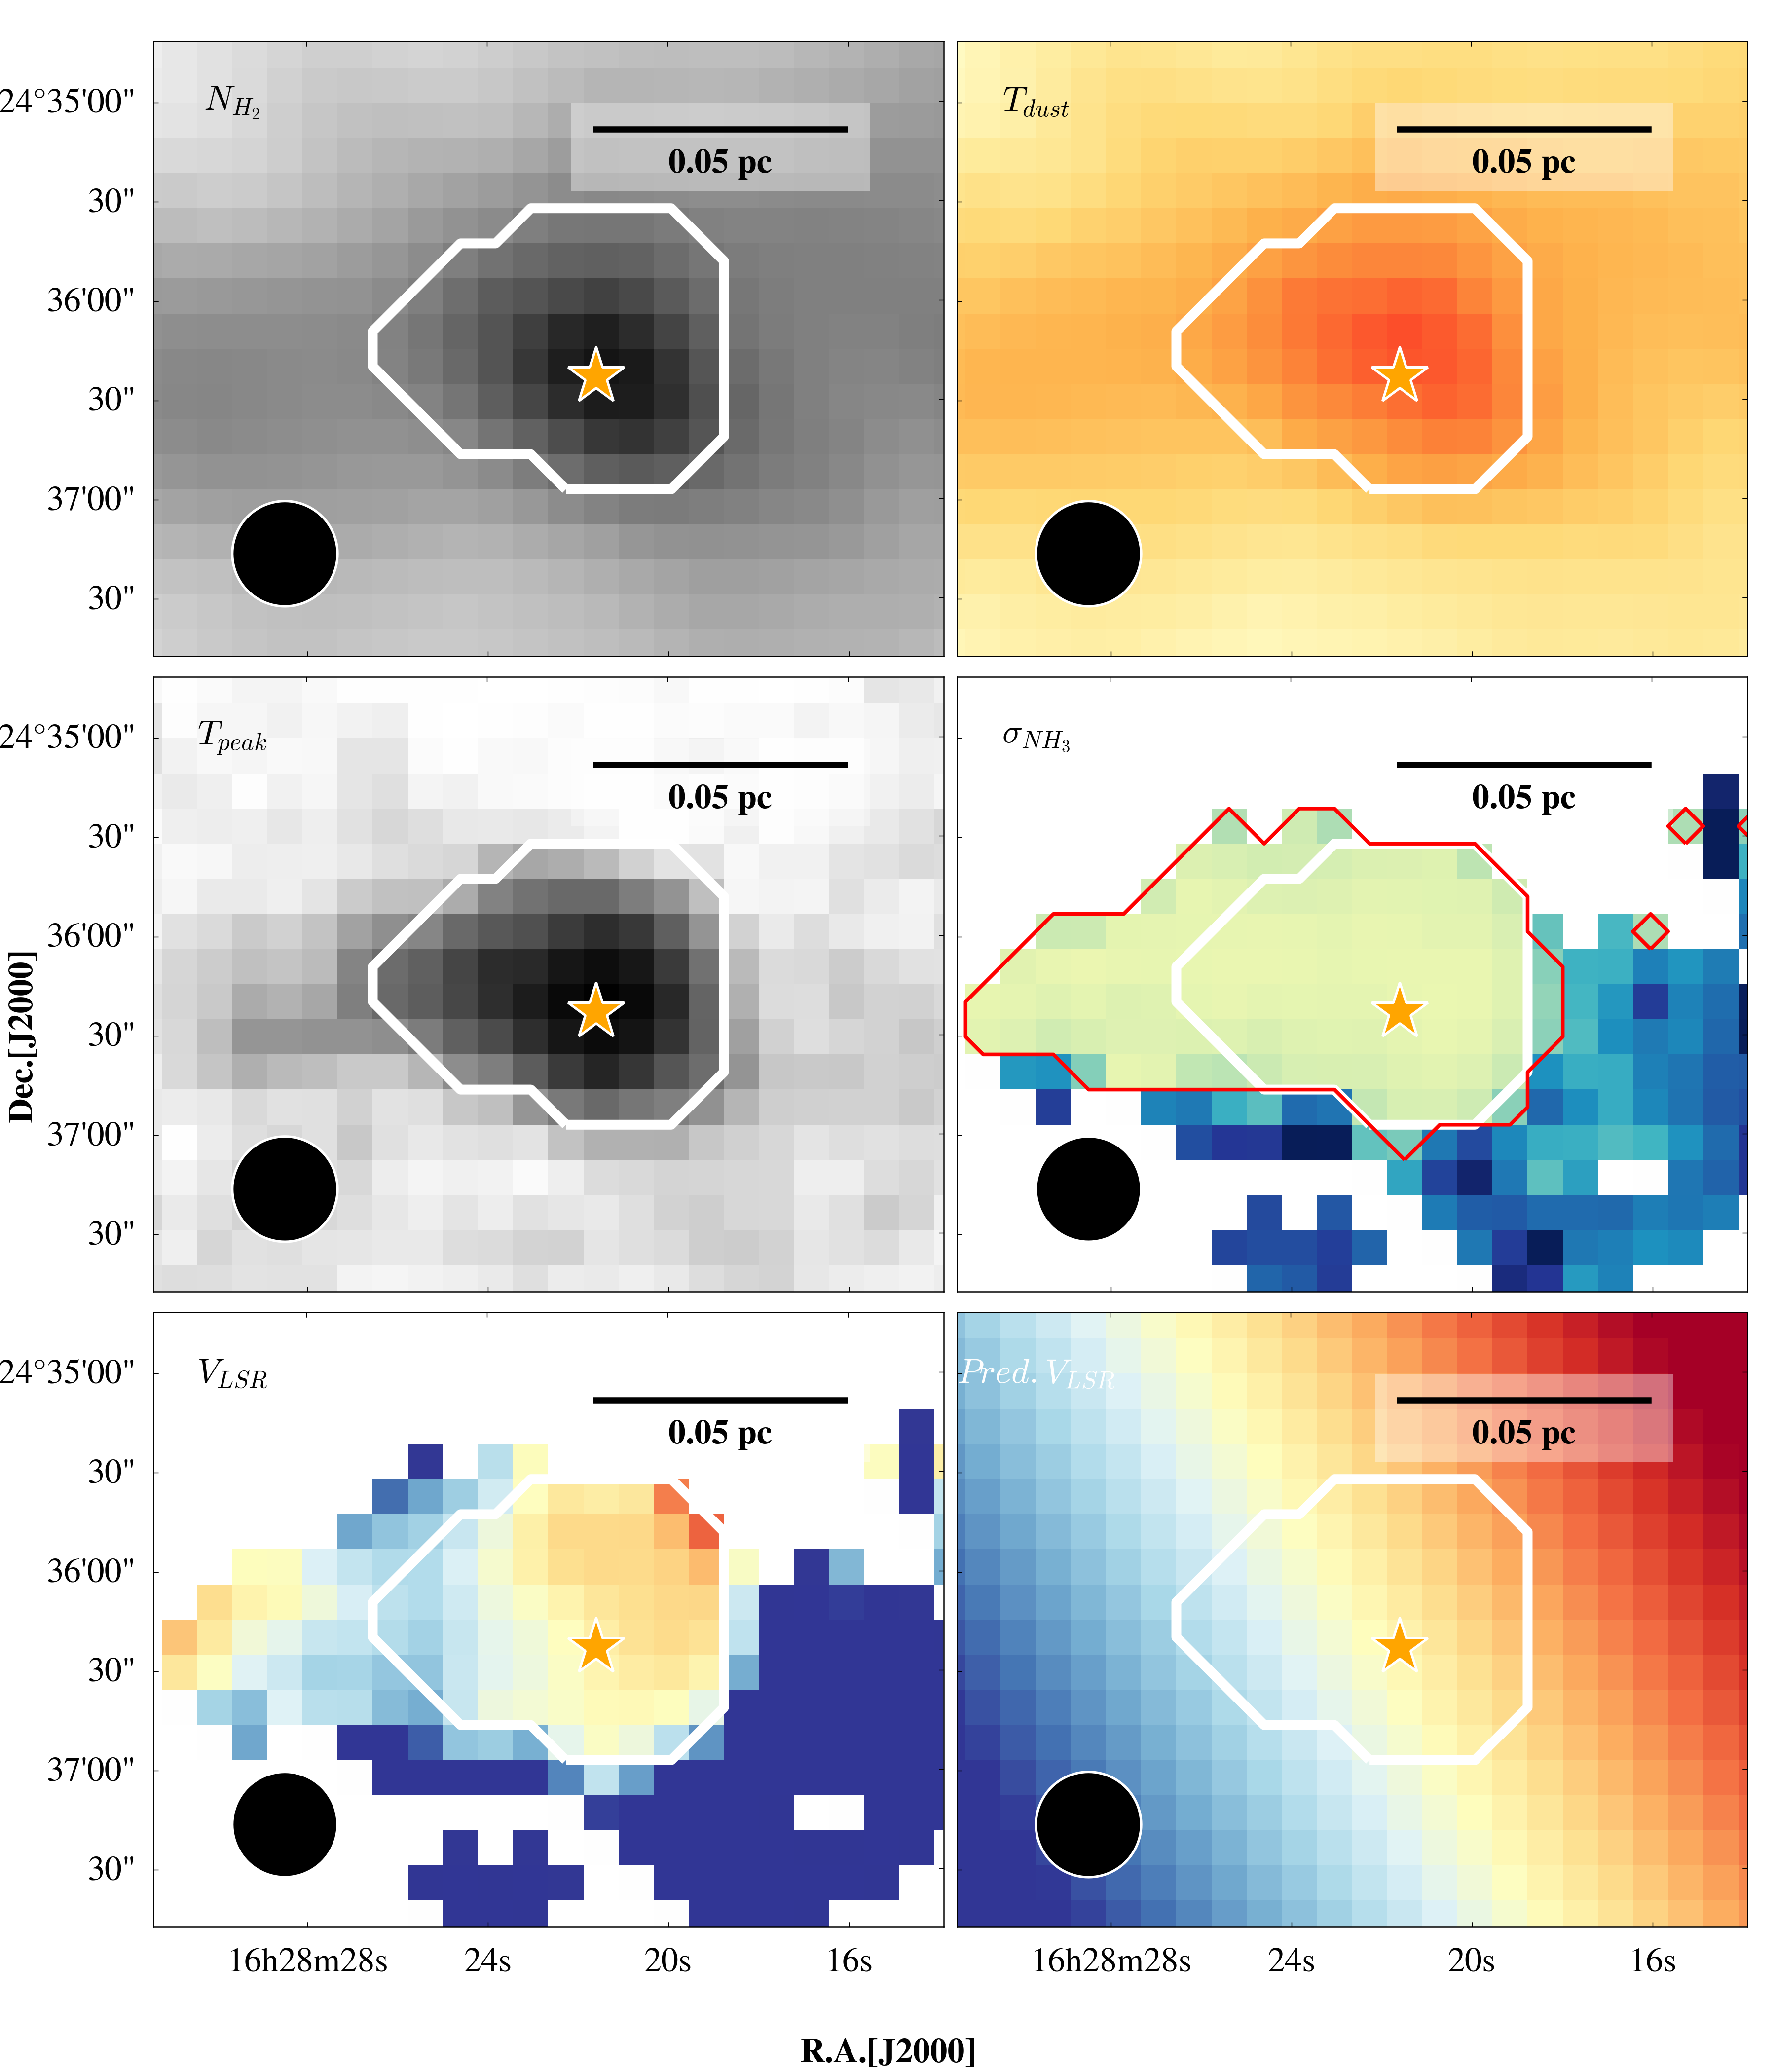 N_{H_2}
0.05 pc
T_{dust}
0.05 pc
24°35'00"
30"
36'00"
30"
37'00"
30"
T_{peak}
0.05 pc
σ_{NH_3}
0.05 pc
24°35'00"
30"
36'00"
30"
37'00"
30"
Dec.[J2000]
V_{LSR}
0.05 pc
Pred. V_{LSR}
0.05 pc
24°35'00"
30"
36'00"
30"
37'00"
30"
16h28m28s 24s 20s 16s
16h28m28s 24s 20s 16s
R.A.[J2000]